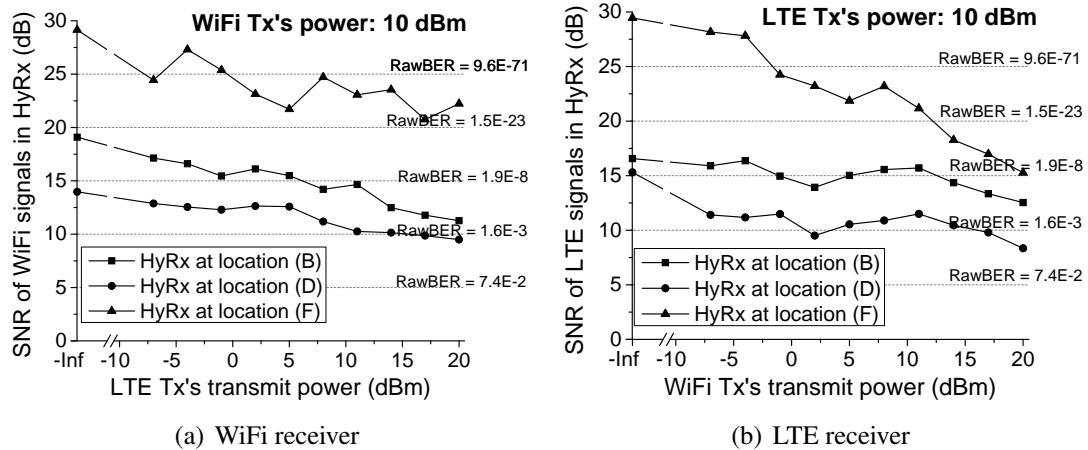 WiFi Tx's power: 10 dBm
SNR of WiFi signals in HyRx (dB)
30
25
20
15
10
5
0
RawBER = 9.6E-71
RawBER = 1.5E-23
RawBER = 1.9E-8
RawBER = 1.6E-3
RawBER = 7.4E-2
HyRx at location (B)
HyRx at location (D)
HyRx at location (F)
-Inf -10 -5 0 5 10 15 20
LTE Tx's transmit power (dBm)
(a) WiFi receiver
LTE Tx's power: 10 dBm
SNR of LTE signals in HyRx (dB)
30
25
20
15
10
5
0
RawBER = 9.6E-71
RawBER = 1.5E-23
RawBER = 1.9E-8
RawBER = 1.6E-3
RawBER = 7.4E-2
HyRx at location (B)
HyRx at location (D)
HyRx at location (F)
-Inf -10 -5 0 5 10 15 20
WiFi Tx's transmit power (dBm)
(b) LTE receiver